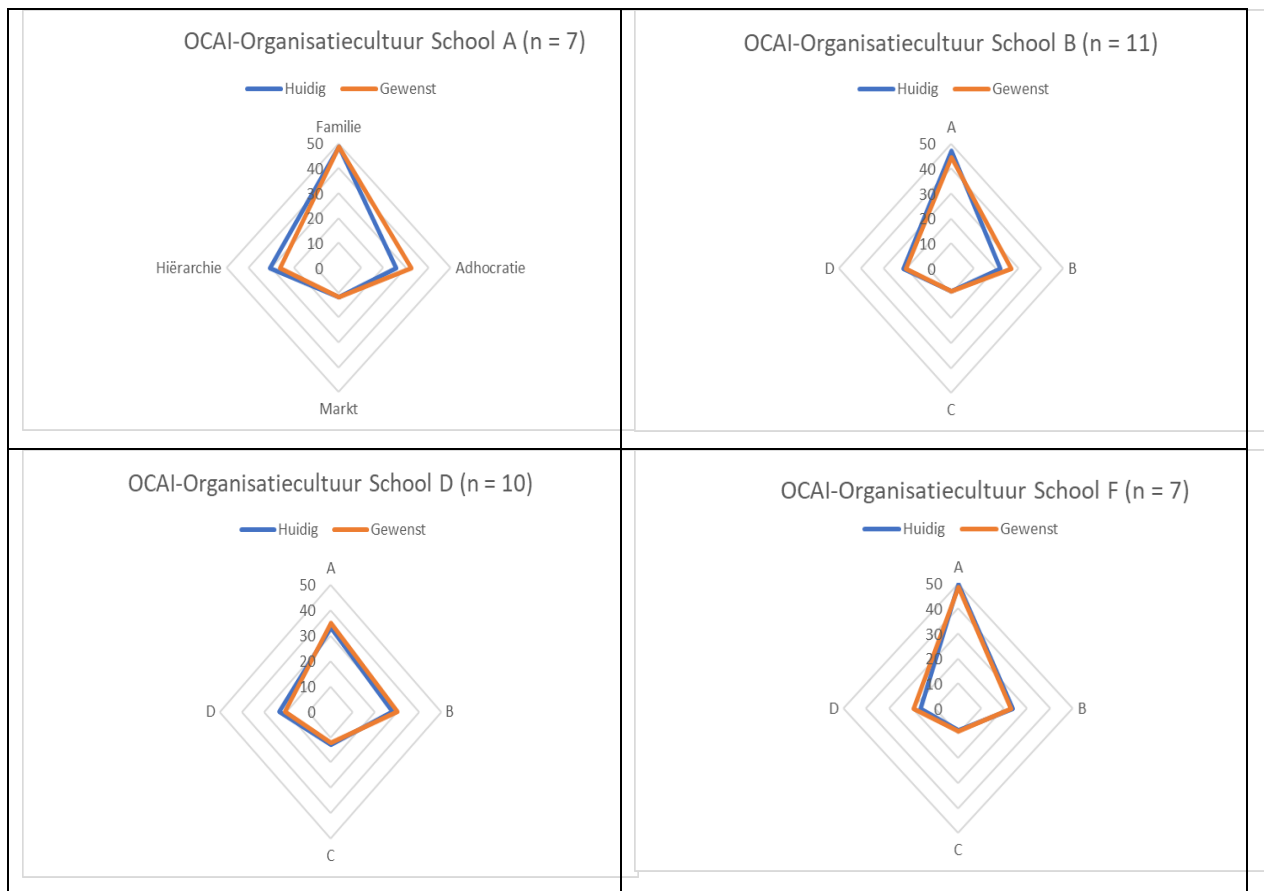 OCAI-Organisatiecultuur School A (n = 7)
Huidig Gewenst
Familie
50
40
30
20
10
0
Hiërarchie
Adhocratie
Markt
OCAI-Organisatiecultuur School B (n = 11)
Huidig Gewenst
A
50
40
30
20
10
0
D
B
C
OCAI-Organisatiecultuur School D (n = 10)
Huidig Gewenst
A
50
40
30
20
10
0
D
B
C
OCAI-Organisatiecultuur School F (n = 7)
Huidig Gewenst
A
50
40
30
20
10
0
D
B
C